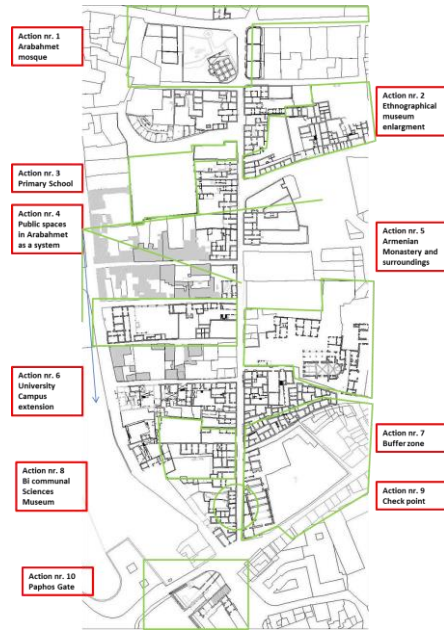 Action nr. 1
Arabahmet
mosque
Action nr. 2
Ethnographical
museum
enlargment
Action nr. 3
Primary School
Action nr. 4
Public spaces
in Arabahmet
as a system
Action nr. 5
Armenian
Monastery and
surroundings
Action nr. 6
University
Campus
extension
Action nr. 7
Buffer zone
Action nr. 8
Bi communal
Sciences
Museum
Action nr. 9
Check point
Action nr. 10
Paphos Gate